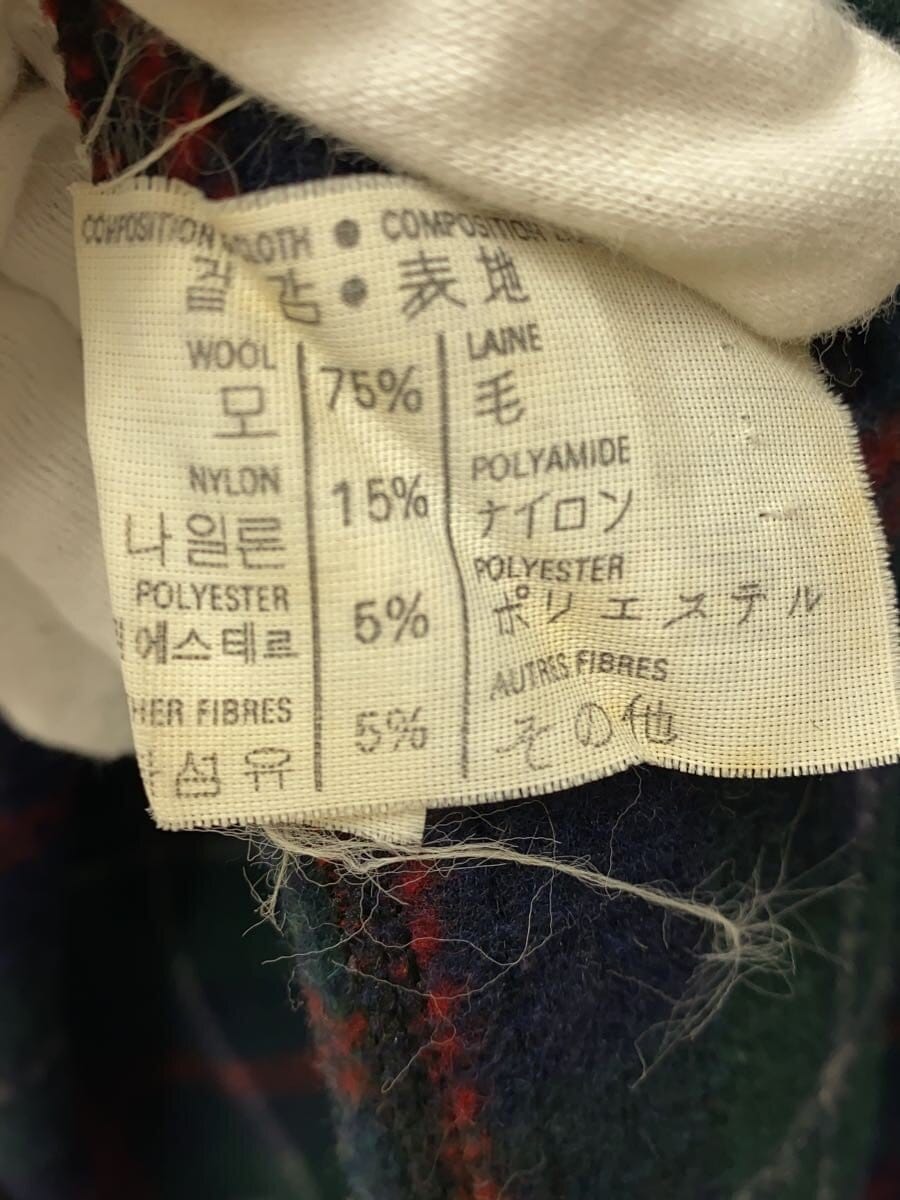 COMPOSITION CLOTH ● COMPOSITION
겉감 ● 表地
WOOL 75% LAINE
모 毛
NYLON 15% POLYAMIDE
나일론 ナイロン
POLYESTER 5% POLYESTER
에스테르 ポリエステル
HER FIBRES 5% AUTRES FIBRES
섬유 その他